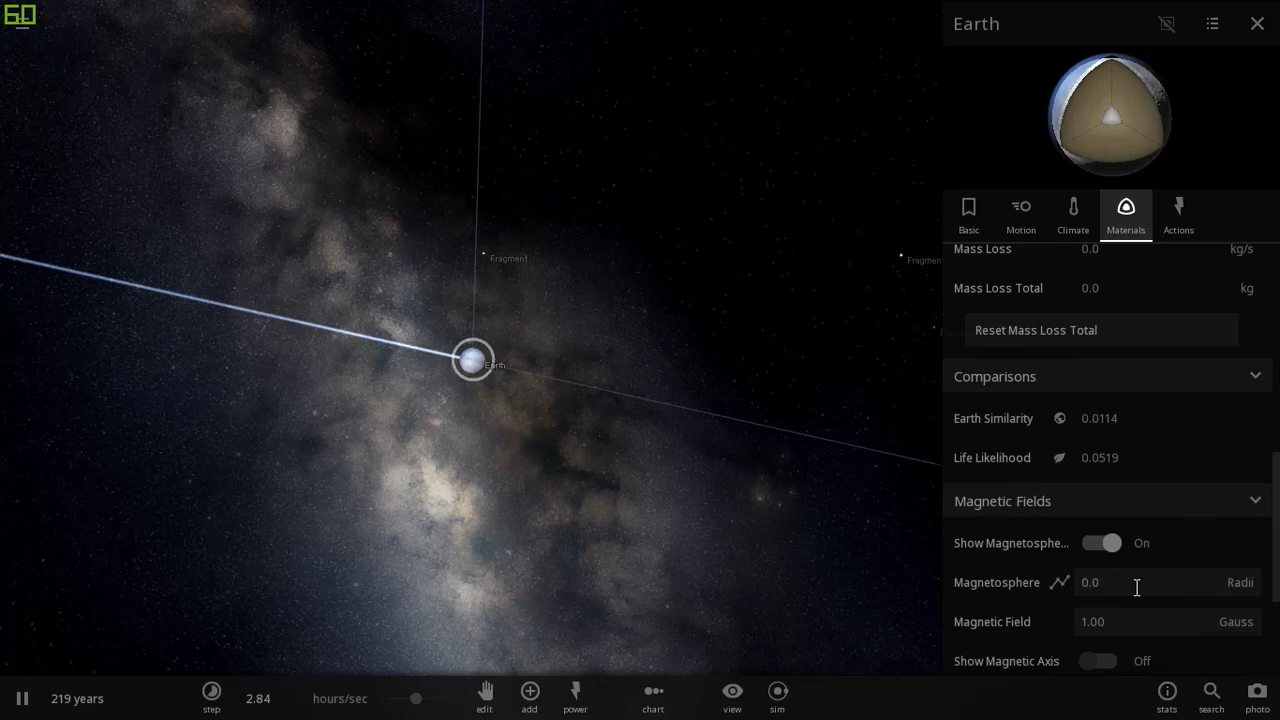 60
Earth
Basic
Motion
Climate
Materials
Actions
Mass Loss 0.0 kg/s
Mass Loss Total 0.0 kg
Reset Mass Loss Total
Comparisons
Earth Similarity 0.0114
Life Likelihood 0.0519
Magnetic Fields
Show Magnetosphe... On
Magnetosphere 0.0 Radii
Magnetic Field 1.00 Gauss
Show Magnetic Axis Off
Fragment
Fragmen
Earth
219 years
step
2.84 hours/sec
edit
add
power
chart
view
sim
stats
search
photo